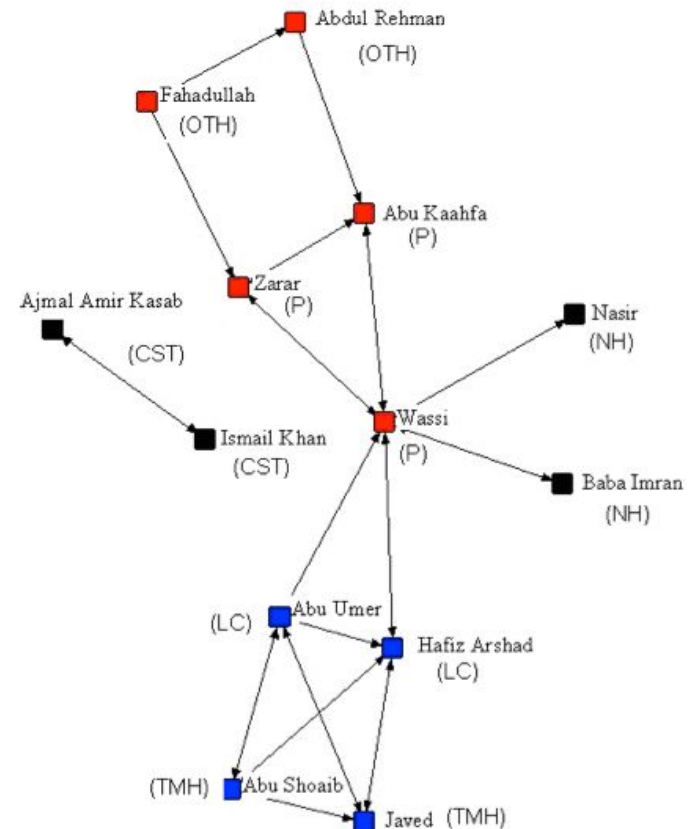 Abdul Rehman
(OTH)
Fahadullah
(OTH)
Abu Kaahfa
(P)
Zarar
(P)
Ajmal Amir Kasab
(CST)
Nasir
(NH)
Wassi
(P)
Ismail Khan
(CST)
Baba Imran
(NH)
Abu Umer
(LC)
Hafiz Arshad
(LC)
Abu Shoaib
(TMH)
Javed (TMH)